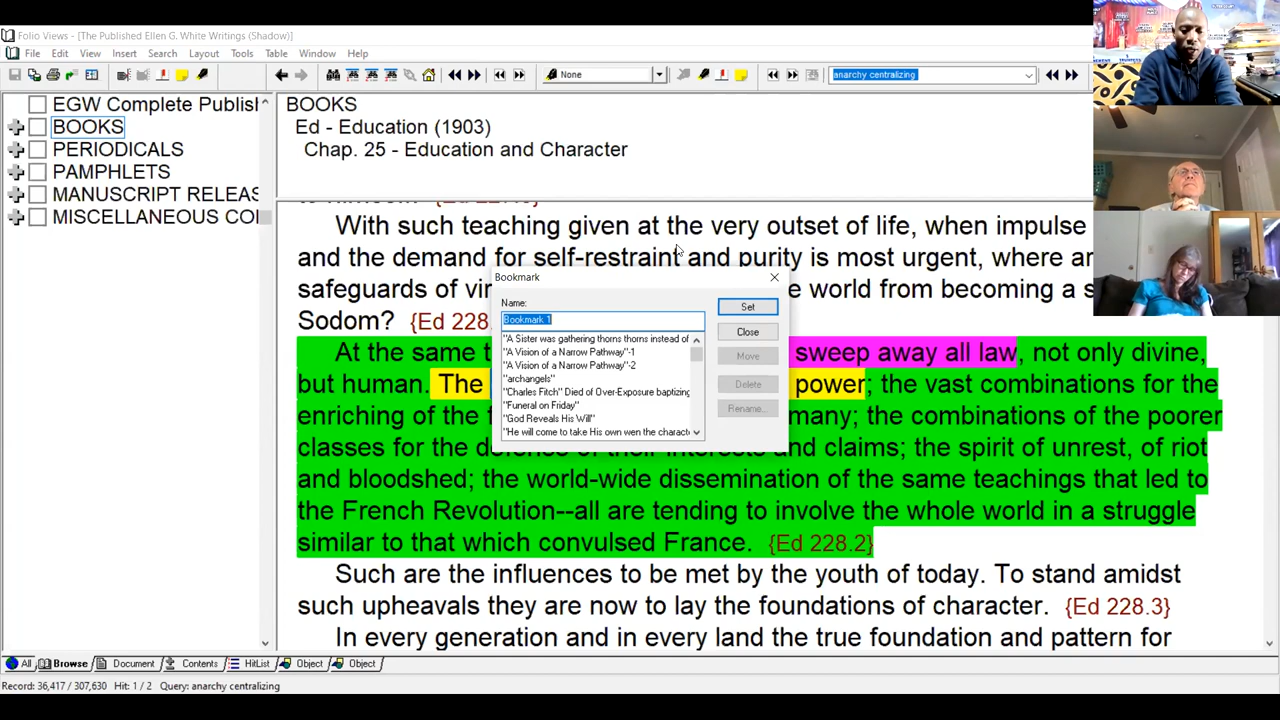 Folio Views - [The Published Ellen G. White Writings (Shadow)]
File Edit View Insert Search Layout Tools Table Window Help
None
anarchy centralizing
EGW Complete Publish
BOOKS
PERIODICALS
PAMPHLETS
MANUSCRIPT RELEAS
MISCELLANEOUS CO
BOOKS
Ed - Education (1903)
Chap. 25 - Education and Character
With such teaching given at the very outset of life, when impulse
and the demand for self-restraint and purity is most urgent, where ar
safeguards of vir
e world from becoming a s
Sodom? {Ed 228.
At the same t
sweep away all law, not only divine,
but human. The
power; the vast combinations for the
enriching of the
many; the combinations of the poorer
classes for the defense of their interests and claims; the spirit of unrest, of riot
and bloodshed; the world-wide dissemination of the same teachings that led to
the French Revolution--all are tending to involve the whole world in a struggle
similar to that which convulsed France. {Ed 228.2}
Such are the influences to be met by the youth of today. To stand amidst
such upheavals they are now to lay the foundations of character. {Ed 228.3}
In every generation and in every land the true foundation and pattern for
Bookmark
Name:
Bookmark 1
"A Sister was gathering thorns thorns instead of
"A Vision of a Narrow Pathway"-1
"A Vision of a Narrow Pathway"-2
"archangels"
"Charles Fitch" Died of Over-Exposure baptizing
"Funeral on Friday"
"God Reveals His Will"
"He will come to take His own wen the charact
Set
Close
Move
Delete
Rename...
All Browse Document Contents HitList Object Object
Record: 36,417 / 307,630 Hit: 1 / 2 Query: anarchy centralizing